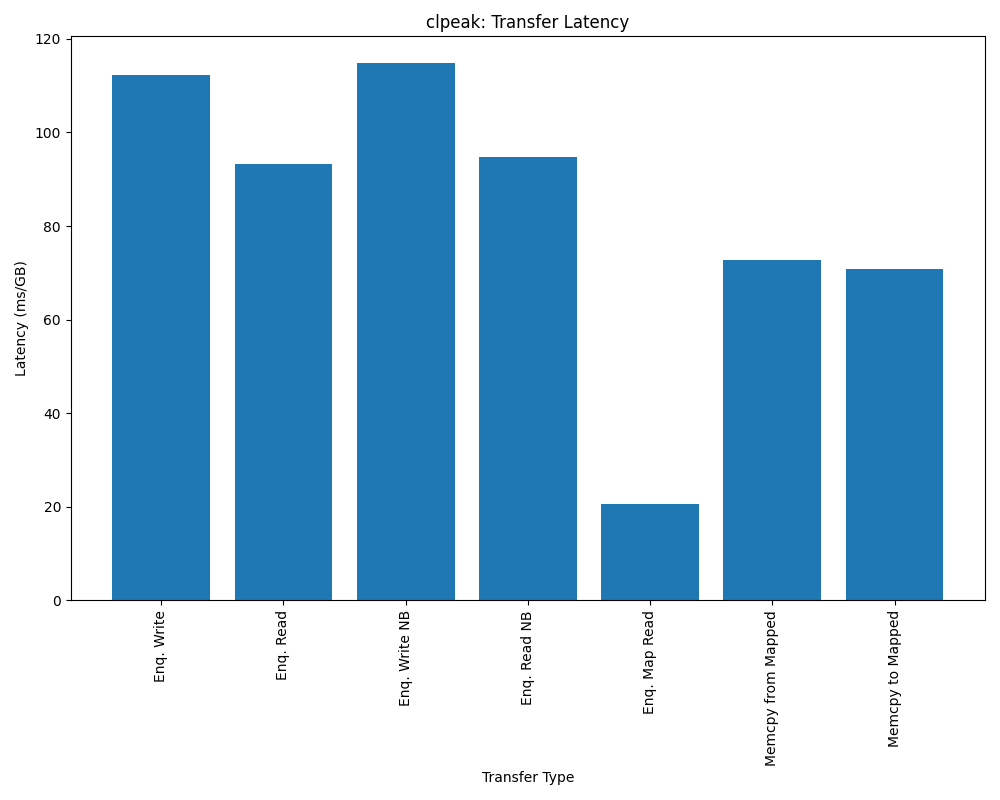 clpeak: Transfer Latency
120
100
80
60
40
20
0
Latency (ms/GB)
Enq. Write
Enq. Read
Enq. Write NB
Enq. Read NB
Enq. Map Read
Memcpy from Mapped
Memcpy to Mapped
Transfer Type